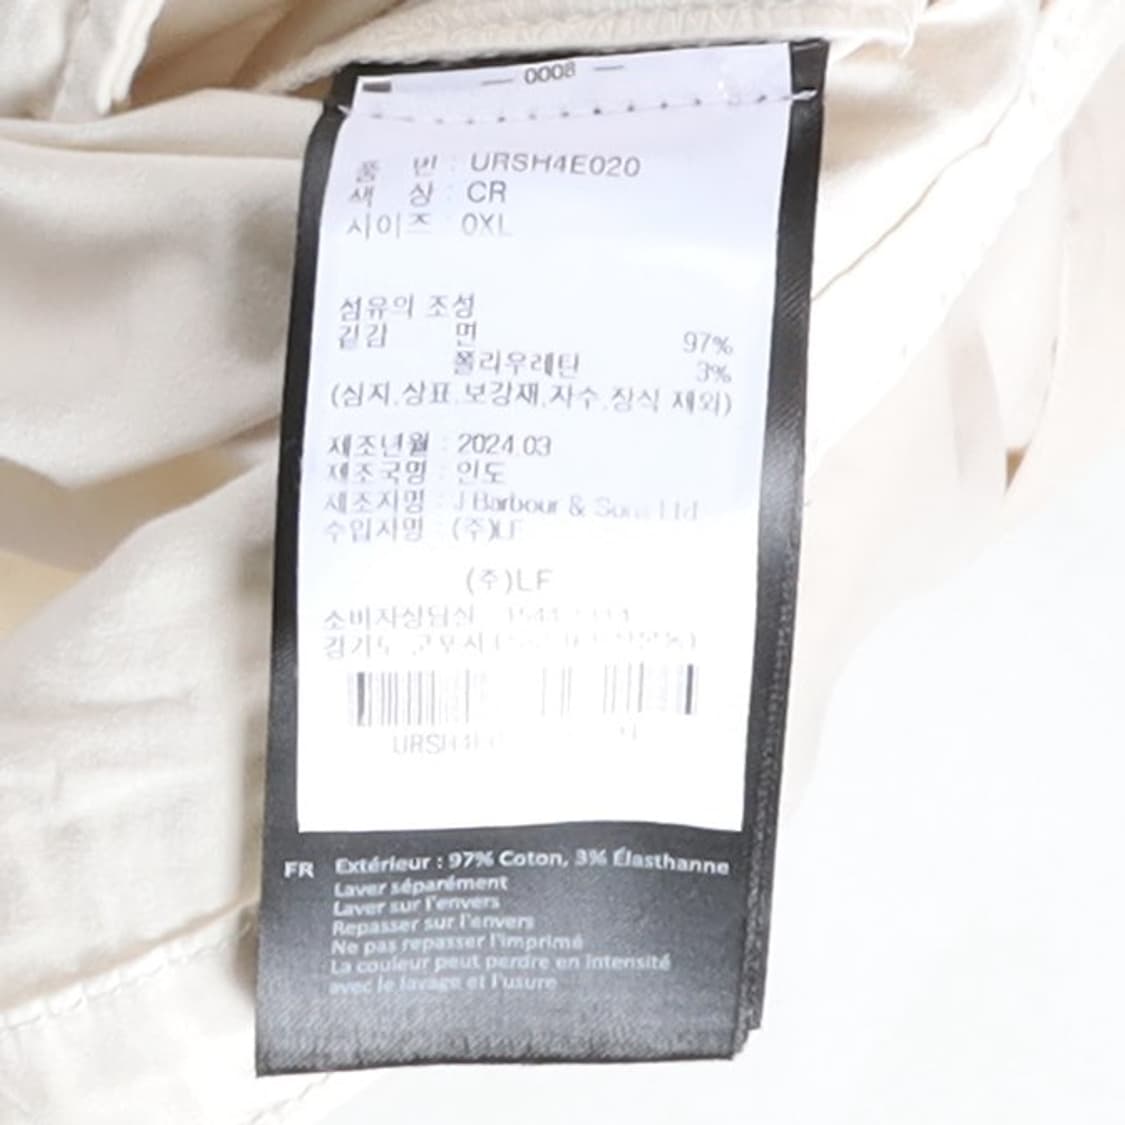 — 0008 —
품 번 : URSH4E020
색 상 : CR
시이즈 : 0XL
섬유의 조성
겉감 면 97%
폴리우레탄 3%
(심지,상표,보강재,자수,장식 제외)
제조년월 : 2024.03
제조국명 : 인도
제조자명 : J Barbour & Sons Ltd
수입자명 : (주)LF
(주)LF
소비자상담실
경기도 군포시
FR Extérieur : 97% Coton, 3% Élasthanne
Laver séparément
Laver sur l'envers
Repasser sur l'envers
Ne pas repasser l'imprimé
La couleur peut perdre en intensité
avec le lavage et l'usure